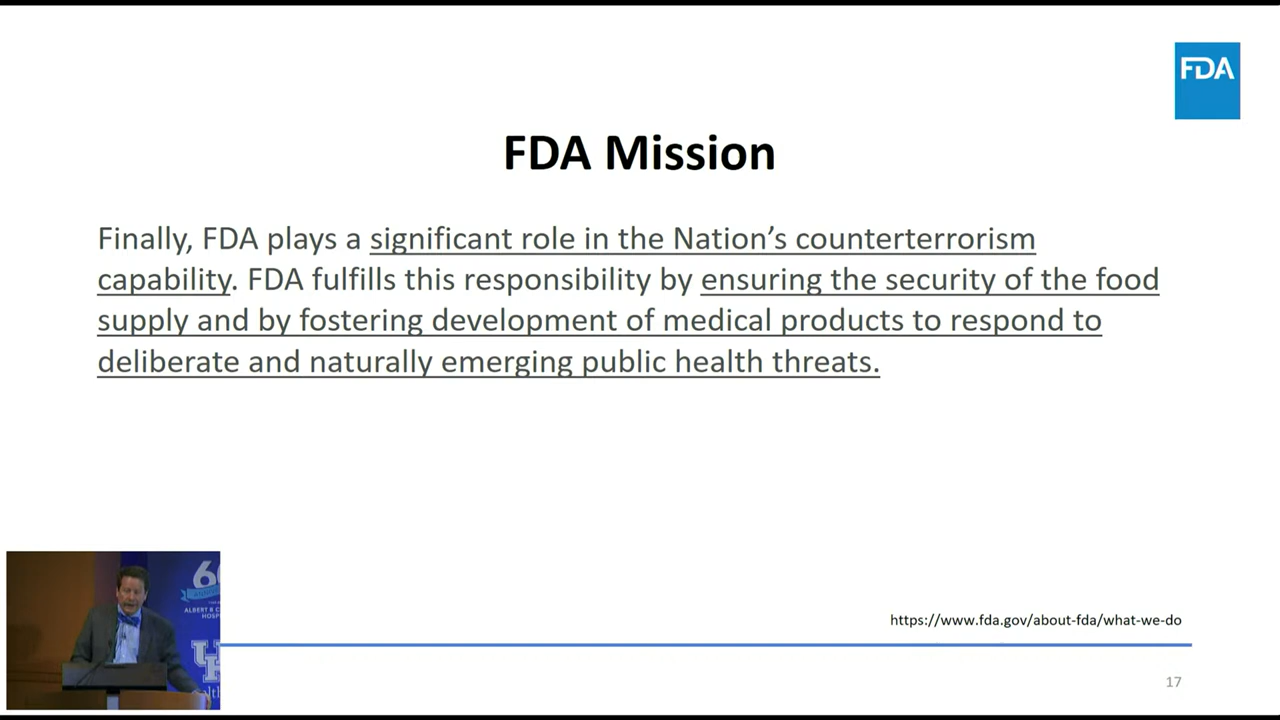 FDA
FDA Mission
Finally, FDA plays a significant role in the Nation’s counterterrorism
capability. FDA fulfills this responsibility by ensuring the security of the food
supply and by fostering development of medical products to respond to
deliberate and naturally emerging public health threats.
https://www.fda.gov/about-fda/what-we-do
17
ALBERT B
UK